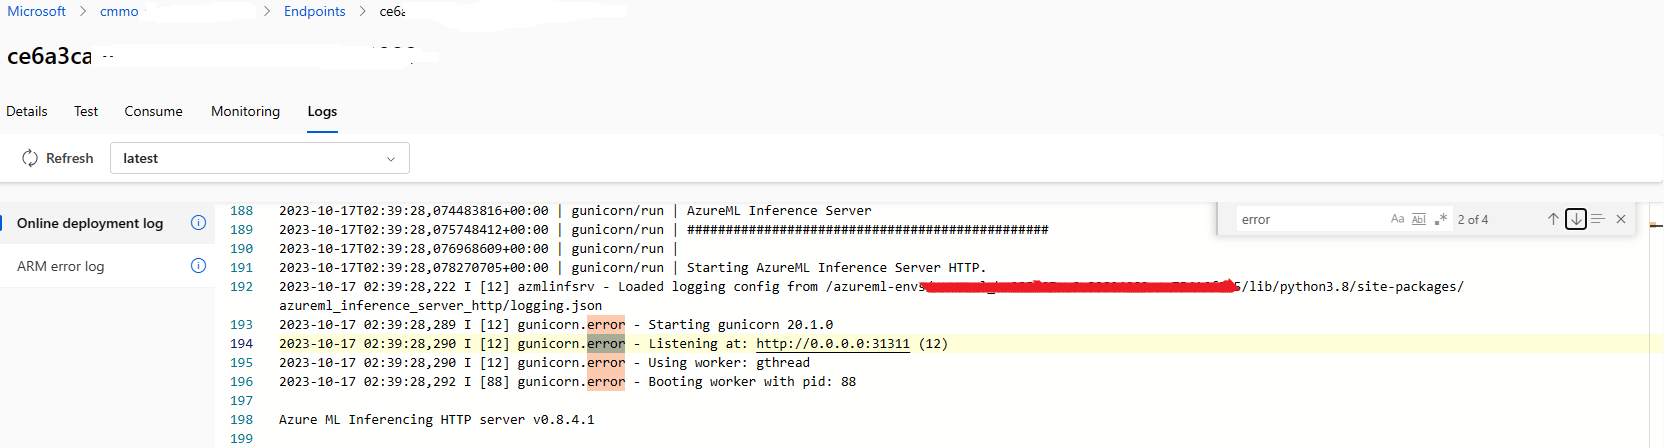 Microsoft > cmmo > Endpoints > ce6a
ce6a3ca
Details Test Consume Monitoring Logs
Refresh latest
Online deployment log
ARM error log
error Aa Abl .* 2 of 4
188 2023-10-17T02:39:28,074483816+00:00 | gunicorn/run | AzureML Inference Server
189 2023-10-17T02:39:28,075748412+00:00 | gunicorn/run | ###############################################
190 2023-10-17T02:39:28,076968609+00:00 | gunicorn/run |
191 2023-10-17T02:39:28,078270705+00:00 | gunicorn/run | Starting AzureML Inference Server HTTP.
192 2023-10-17 02:39:28,222 I [12] azmlinfsrv - Loaded logging config from /azureml-envs 5/lib/python3.8/site-packages/
azureml_inference_server_http/logging.json
193 2023-10-17 02:39:28,289 I [12] gunicorn.error - Starting gunicorn 20.1.0
194 2023-10-17 02:39:28,290 I [12] gunicorn.error - Listening at: http://0.0.0.0:31311 (12)
195 2023-10-17 02:39:28,290 I [12] gunicorn.error - Using worker: gthread
196 2023-10-17 02:39:28,292 I [88] gunicorn.error - Booting worker with pid: 88
197
198 Azure ML Inferencing HTTP server v0.8.4.1
199